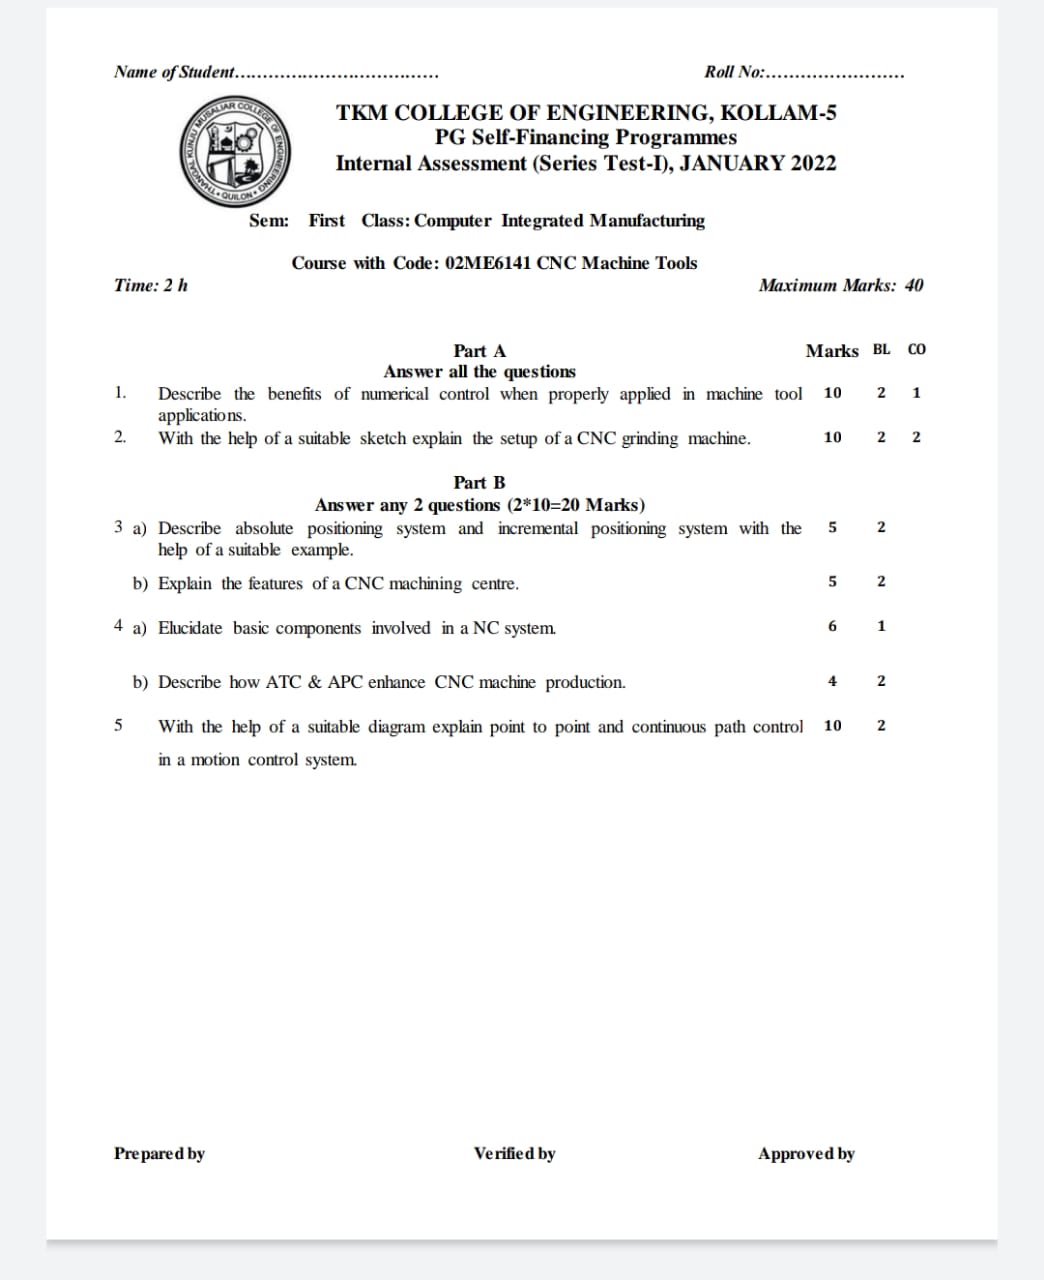 Name of Student.................................... Roll No:........................
THANGAL KUNJU MUSALIAR COLLEGE OF ENGINEERING • QUILON •
TKM COLLEGE OF ENGINEERING, KOLLAM-5
PG Self-Financing Programmes
Internal Assessment (Series Test-I), JANUARY 2022
Sem: First Class: Computer Integrated Manufacturing
Course with Code: 02ME6141 CNC Machine Tools
Time: 2 h Maximum Marks: 40
Part A Marks BL CO
Answer all the questions
1. Describe the benefits of numerical control when properly applied in machine tool 10 2 1
applications.
2. With the help of a suitable sketch explain the setup of a CNC grinding machine. 10 2 2
Part B
Answer any 2 questions (2*10=20 Marks)
3 a) Describe absolute positioning system and incremental positioning system with the 5 2
help of a suitable example.
b) Explain the features of a CNC machining centre. 5 2
4 a) Elucidate basic components involved in a NC system. 6 1
b) Describe how ATC & APC enhance CNC machine production. 4 2
5 With the help of a suitable diagram explain point to point and continuous path control 10 2
in a motion control system.
Prepared by Verified by Approved by